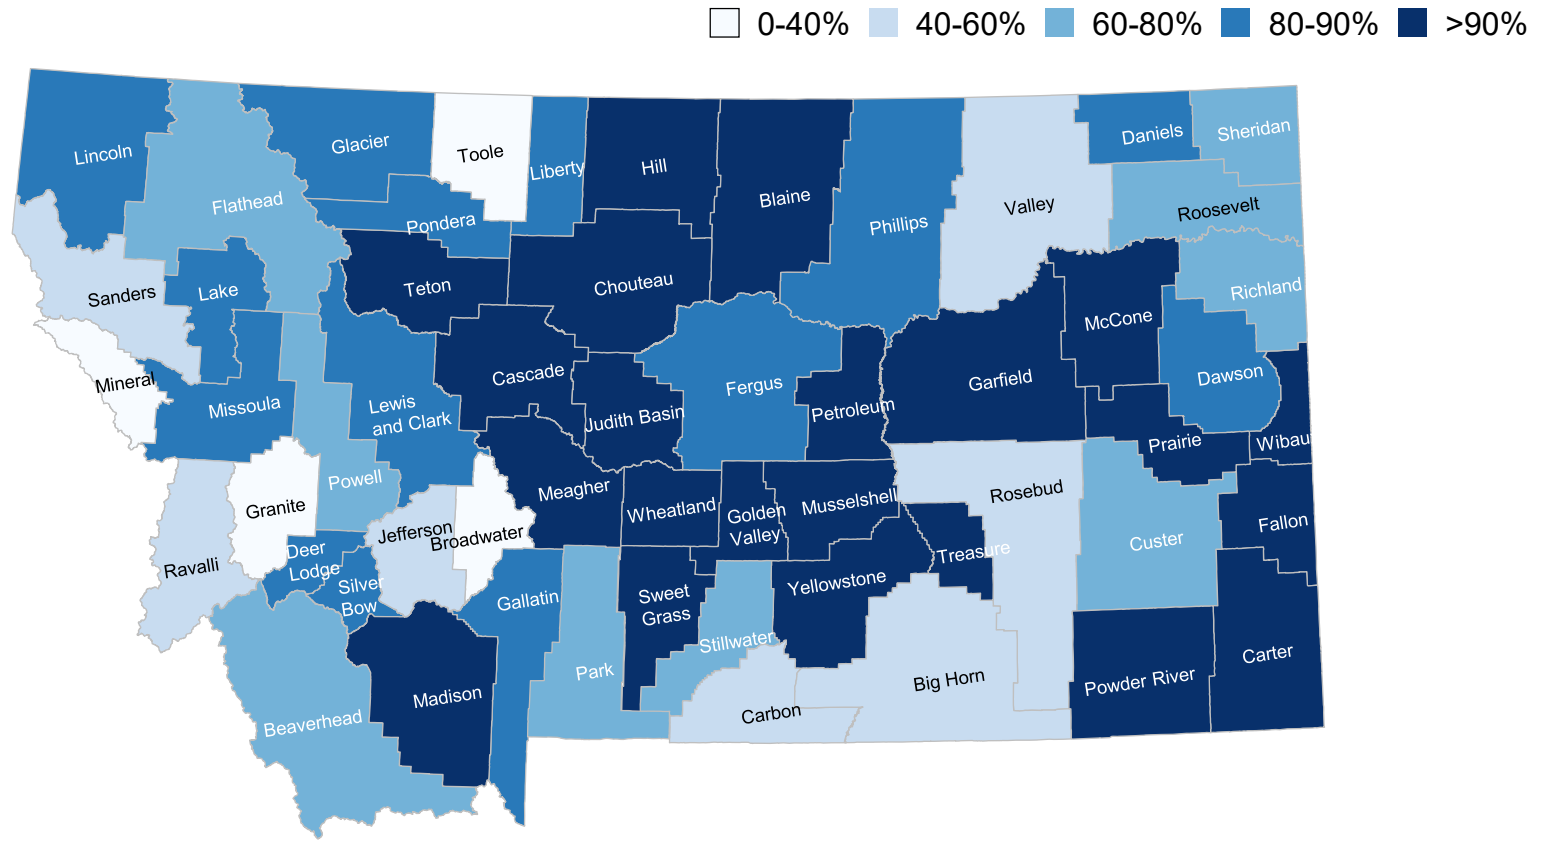 0-40% 40-60% 60-80% 80-90% >90%
Lincoln
Glacier
Toole
Liberty
Hill
Blaine
Phillips
Valley
Daniels
Sheridan
Flathead
Pondera
Roosevelt
Sanders
Lake
Teton
Chouteau
McCone
Richland
Mineral
Missoula
Lewis
and Clark
Cascade
Judith Basin
Fergus
Petroleum
Garfield
Dawson
Prairie
Wibau
Powell
Granite
Meagher
Wheatland
Golden
Valley
Musselshell
Rosebud
Custer
Fallon
Ravalli
Deer
Lodge
Silver
Bow
Jefferson
Broadwater
Gallatin
Park
Sweet
Grass
Stillwater
Yellowstone
Treasure
Beaverhead
Madison
Carbon
Big Horn
Powder River
Carter